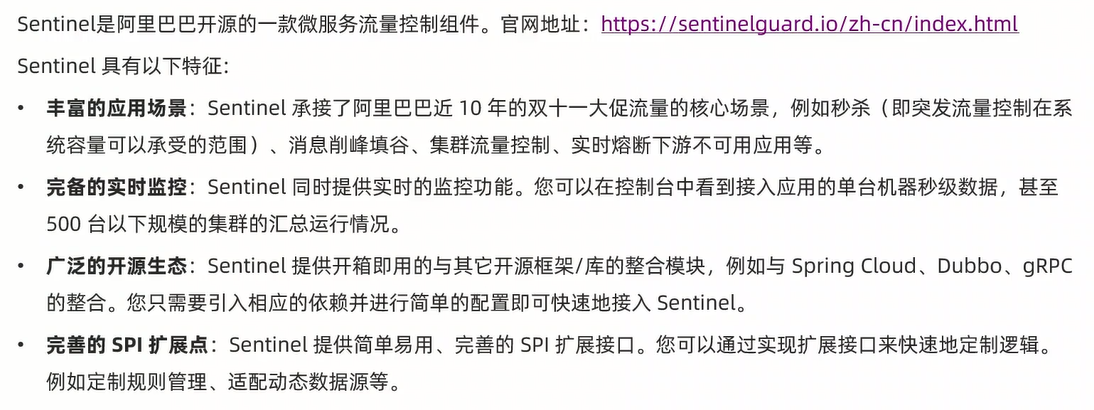 Sentinel是阿里巴巴开源的一款微服务流量控制组件。官网地址：https://sentinelguard.io/zh-cn/index.html
Sentinel 具有以下特征：
• 丰富的应用场景：Sentinel 承接了阿里巴巴近 10 年的双十一大促流量的核心场景，例如秒杀（即突发流量控制在系
统容量可以承受的范围）、消息削峰填谷、集群流量控制、实时熔断下游不可用应用等。
• 完备的实时监控：Sentinel 同时提供实时的监控功能。您可以在控制台中看到接入应用的单台机器秒级数据，甚至
500 台以下规模的集群的汇总运行情况。
• 广泛的开源生态：Sentinel 提供开箱即用的与其它开源框架/库的整合模块，例如与 Spring Cloud、Dubbo、gRPC
的整合。您只需要引入相应的依赖并进行简单的配置即可快速地接入 Sentinel。
• 完善的 SPI 扩展点：Sentinel 提供简单易用、完善的 SPI 扩展接口。您可以通过实现扩展接口来快速地定制逻辑。
例如定制规则管理、适配动态数据源等。